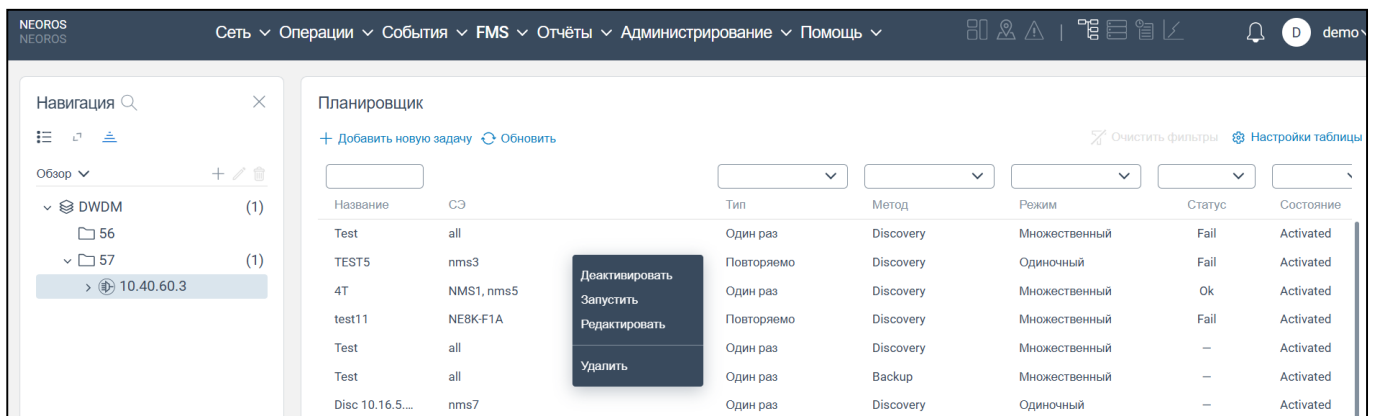 NEOROS
NEOROS
Сеть Операции События FMS Отчёты Администрирование Помощь
D demo
Навигация
Обзор
DWDM (1)
56
57 (1)
10.40.60.3
Планировщик
Добавить новую задачу Обновить
Очистить фильтры Настройки таблицы
Название СЭ Тип Метод Режим Статус Состояние
Test all Один раз Discovery Множественный Fail Activated
TEST5 nms3 Повторяемо Discovery Одиночный Fail Activated
4T NMS1, nms5 Один раз Discovery Множественный Ok Activated
test11 NE8K-F1A Повторяемо Discovery Множественный Fail Activated
Test all Один раз Discovery Множественный – Activated
Test all Один раз Backup Множественный – Activated
Disc 10.16.5.... nms7 Один раз Discovery Одиночный – Activated
Деактивировать
Запустить
Редактировать
Удалить